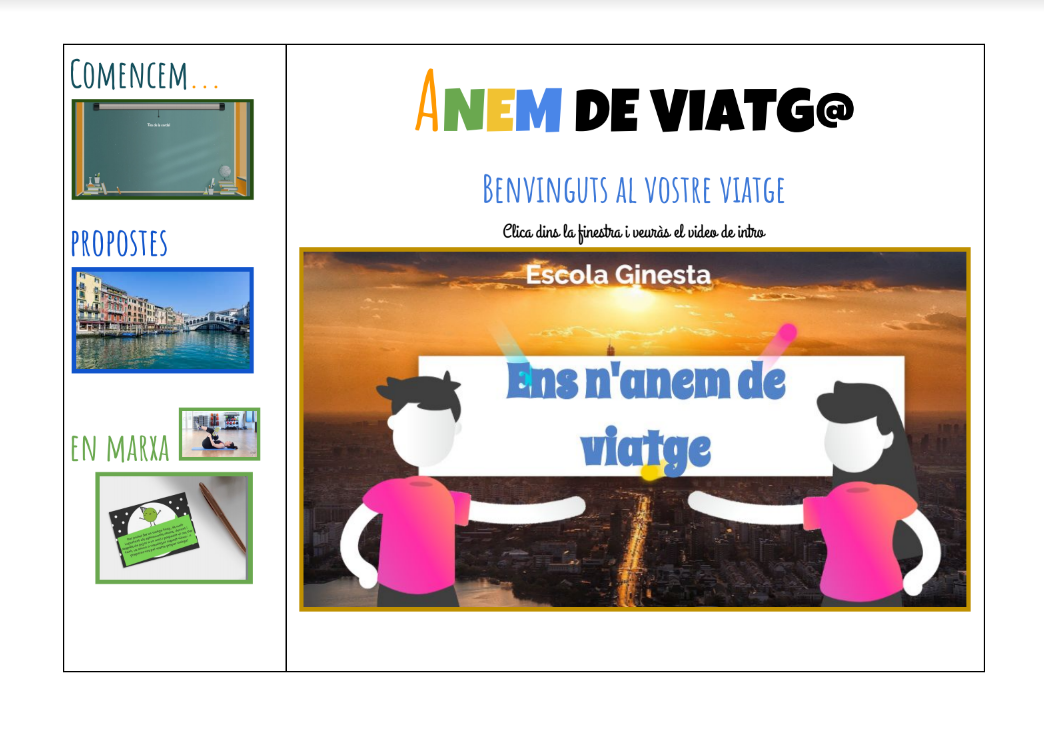 Comencem...
PROPOSTES
EN MARXA
ANEM DE VIATG@
Benvinguts al vostre viatge
Clica dins la finestra i veuràs el video de intro
Escola Ginesta
Ens n'anem de
viatge